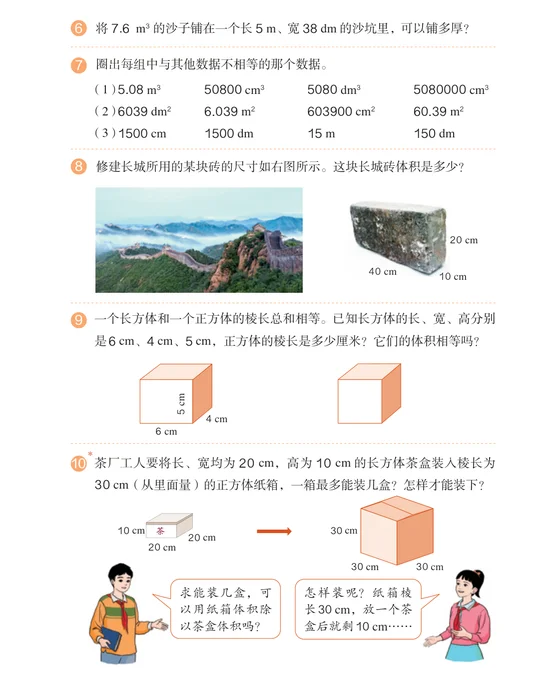 6 将 7.6 m³ 的沙子铺在一个长 5 m、宽 38 dm 的沙坑里，可以铺多厚？
7 圈出每组中与其他数据不相等的那个数据。
（1）5.08 m³ 50800 cm³ 5080 dm³ 5080000 cm³
（2）6039 dm² 6.039 m² 603900 cm² 60.39 m²
（3）1500 cm 1500 dm 15 m 150 dm
8 修建长城所用的某块砖的尺寸如右图所示。这块长城砖体积是多少？
20 cm
40 cm
10 cm
9 一个长方体和一个正方体的棱长总和相等。已知长方体的长、宽、高分别
是 6 cm、4 cm、5 cm，正方体的棱长是多少厘米？它们的体积相等吗？
5 cm
4 cm
6 cm
10* 茶厂工人要将长、宽均为 20 cm，高为 10 cm 的长方体茶盒装入棱长为
30 cm（从里面量）的正方体纸箱，一箱最多能装几盒？怎样才能装下？
10 cm 茶 20 cm
20 cm
30 cm
30 cm 30 cm
求能装几盒，可
以用纸箱体积除
以茶盒体积吗？
怎样装呢？纸箱棱
长 30 cm，放一个茶
盒后就剩 10 cm……